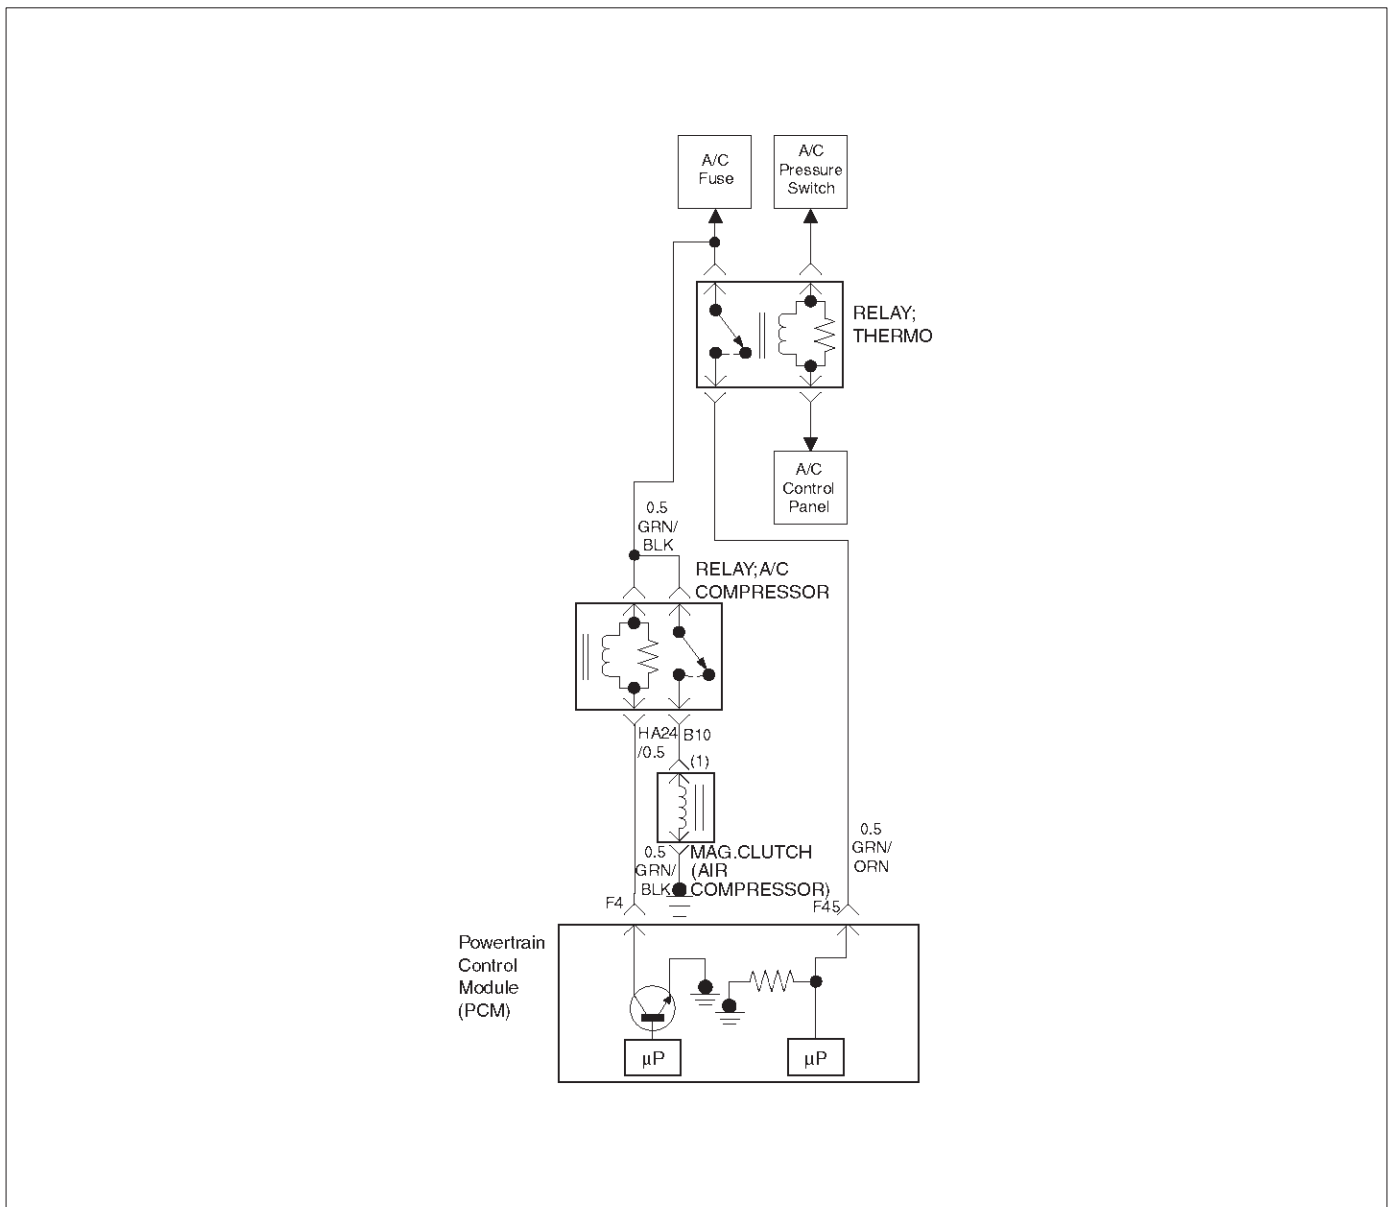 A/C
Fuse
A/C
Pressure
Switch
RELAY;
THERMO
A/C
Control
Panel
0.5
GRN/
BLK
RELAY;A/C
COMPRESSOR
HA24
/0.5
B10
(1)
MAG.CLUTCH
(AIR
COMPRESSOR)
0.5
GRN/
BLK
0.5
GRN/
ORN
F4
F45
Powertrain
Control
Module
(PCM)
µP
µP